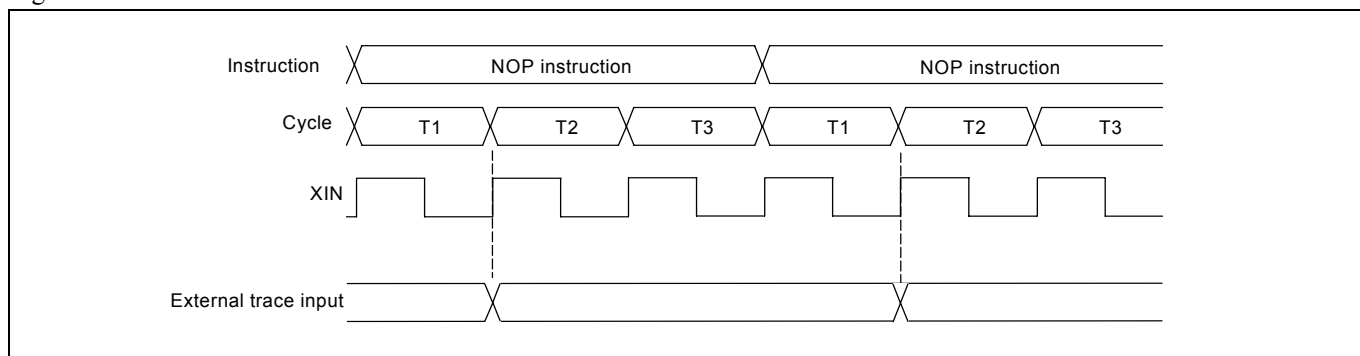 Instruction NOP instruction NOP instruction
Cycle T1 T2 T3 T1 T2 T3
XIN
External trace input